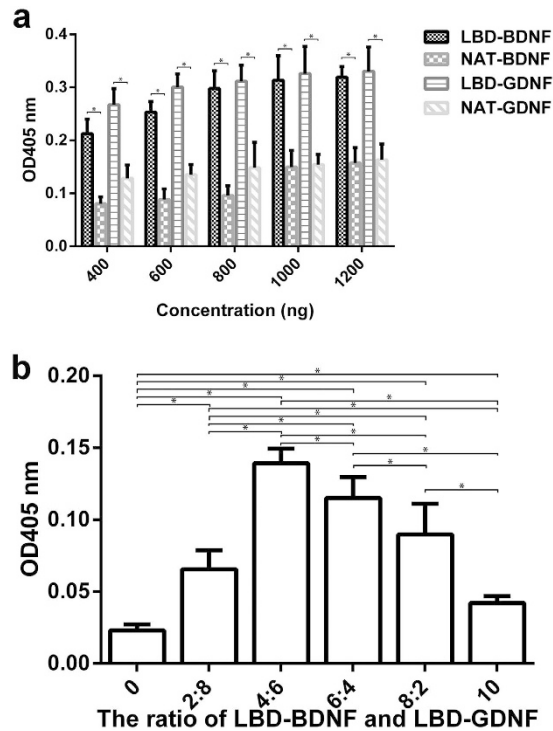 a
LBD-BDNF
NAT-BDNF
LBD-GDNF
NAT-GDNF
OD405 nm
0.4
0.3
0.2
0.1
0.0
* * * * * * * * * *
400 600 800 1000 1200
Concentration (ng)
b
OD405 nm
0.20
0.15
0.10
0.05
0.00
*
*
*
* *
* *
*
*
* *
* *
* *
0 2:8 4:6 6:4 8:2 10
The ratio of LBD-BDNF and LBD-GDNF